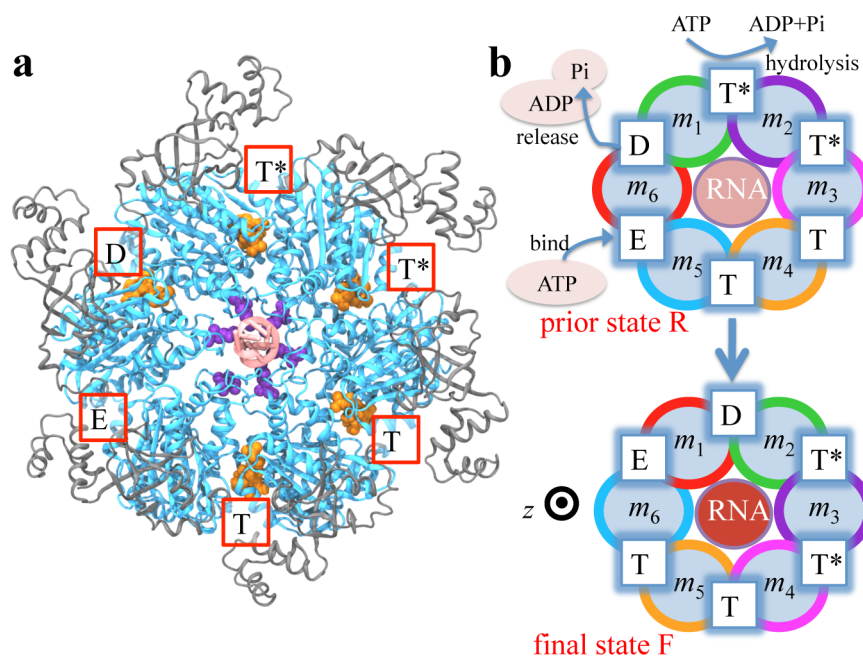 a
T*
D
T*
E
T
T
b
ATP
ADP+Pi
hydrolysis
Pi
ADP
release
T*
m1
m2
D
T*
m6
RNA
m3
E
T
bind
m5
m4
ATP
T
prior state R
D
m1
m2
E
T*
z
m6
RNA
m3
T
T*
m5
m4
T
final state F